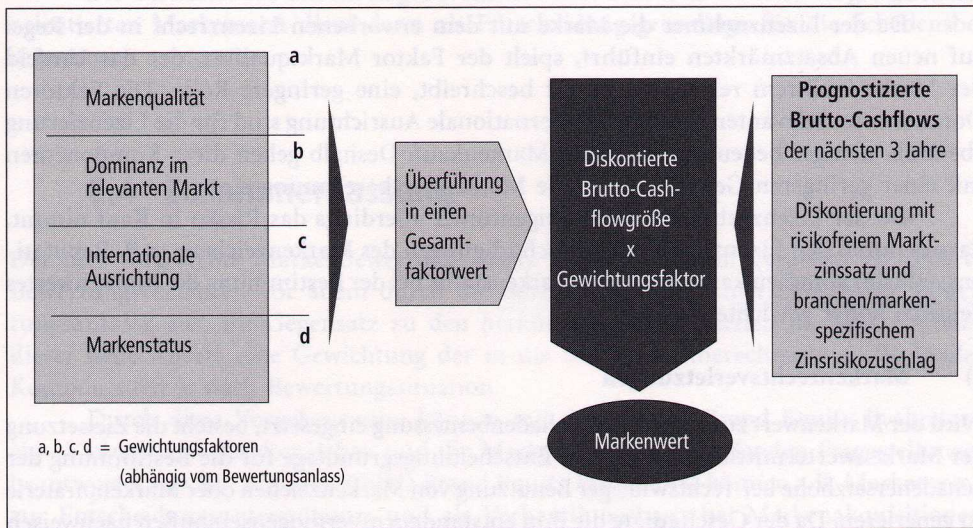 a
Markenqualität
b
Dominanz im
relevanten Markt
c
Internationale
Ausrichtung
Markenstatus
d
a, b, c, d = Gewichtungsfaktoren
(abhängig vom Bewertungsanlass)
Überführung
in einen
Gesamt-
faktorwert
Diskontierte
Brutto-Cash-
flowgröße
x
Gewichtungsfaktor
Markenwert
Prognostizierte
Brutto-Cashflows
der nächsten 3 Jahre
Diskontierung mit
risikofreiem Markt-
zinssatz und
branchen/marken-
spezifischem
Zinsrisikozuschlag